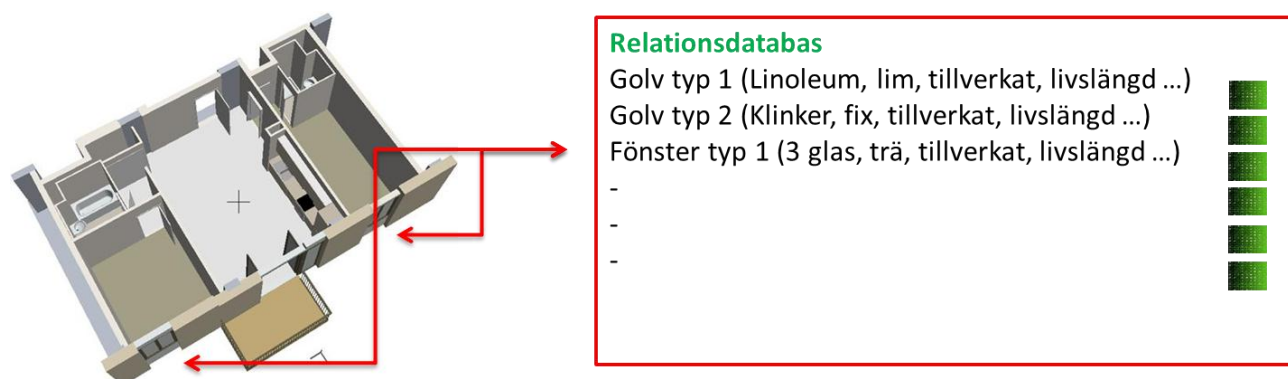 Relationsdatabas
Golv typ 1 (Linoleum, lim, tillverkat, livslängd ...)
Golv typ 2 (Klinker, fix, tillverkat, livslängd ...)
Fönster typ 1 (3 glas, trä, tillverkat, livslängd ...)
-
-
-